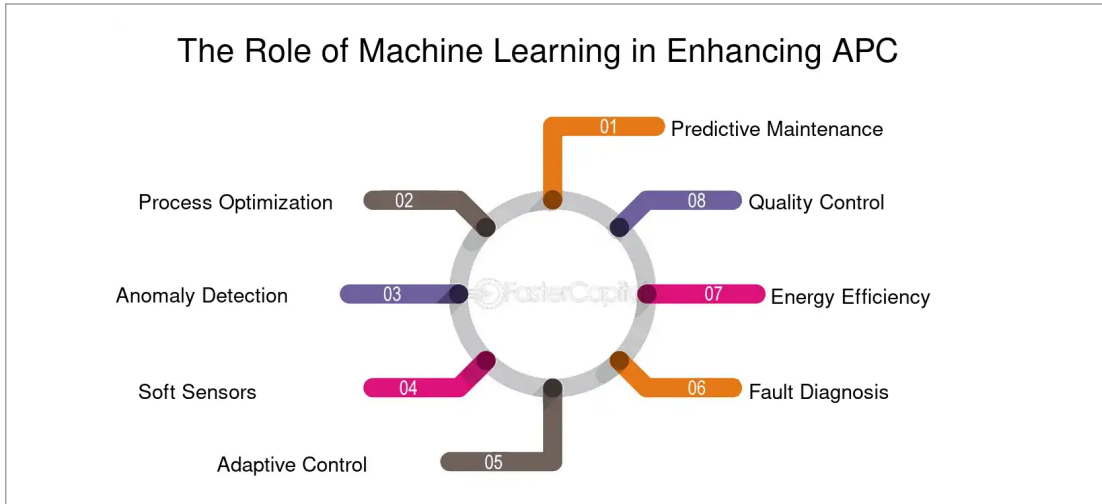 The Role of Machine Learning in Enhancing APC
01 Predictive Maintenance
Process Optimization 02
08 Quality Control
Anomaly Detection 03
FasterCapital
07 Energy Efficiency
Soft Sensors 04
06 Fault Diagnosis
Adaptive Control 05